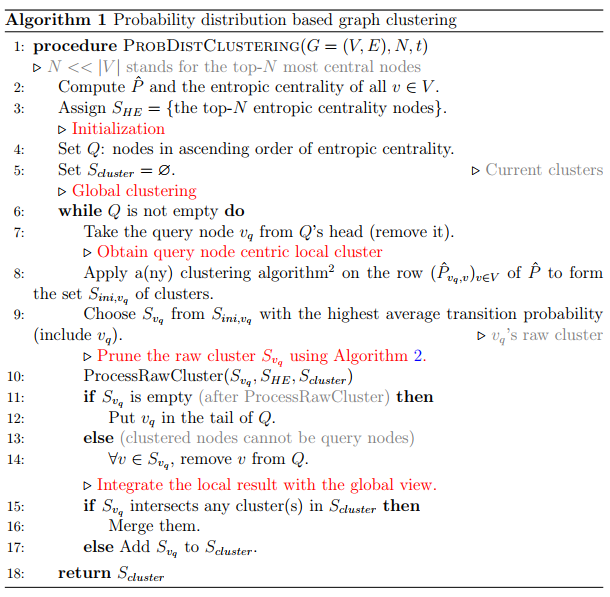 Algorithm 1 Probability distribution based graph clustering
1: procedure PROBDISTCLUSTERING(G = (V, E), N, t)
▷ N << |V| stands for the top-N most central nodes
2: Compute P̂ and the entropic centrality of all v ∈ V.
3: Assign S_{HE} = {the top-N entropic centrality nodes}.
▷ Initialization
4: Set Q: nodes in ascending order of entropic centrality.
5: Set S_{cluster} = ∅. ▷ Current clusters
▷ Global clustering
6: while Q is not empty do
7: Take the query node v_q from Q's head (remove it).
▷ Obtain query node centric local cluster
8: Apply a(ny) clustering algorithm² on the row (P̂_{v_q,v})_{v∈V} of P̂ to form
the set S_{ini,v_q} of clusters.
9: Choose S_{v_q} from S_{ini,v_q} with the highest average transition probability
(include v_q). ▷ v_q's raw cluster
▷ Prune the raw cluster S_{v_q} using Algorithm 2.
10: ProcessRawCluster(S_{v_q}, S_{HE}, S_{cluster})
11: if S_{v_q} is empty (after ProcessRawCluster) then
12: Put v_q in the tail of Q.
13: else (clustered nodes cannot be query nodes)
14: ∀v ∈ S_{v_q}, remove v from Q.
▷ Integrate the local result with the global view.
15: if S_{v_q} intersects any cluster(s) in S_{cluster} then
16: Merge them.
17: else Add S_{v_q} to S_{cluster}.
18: return S_{cluster}